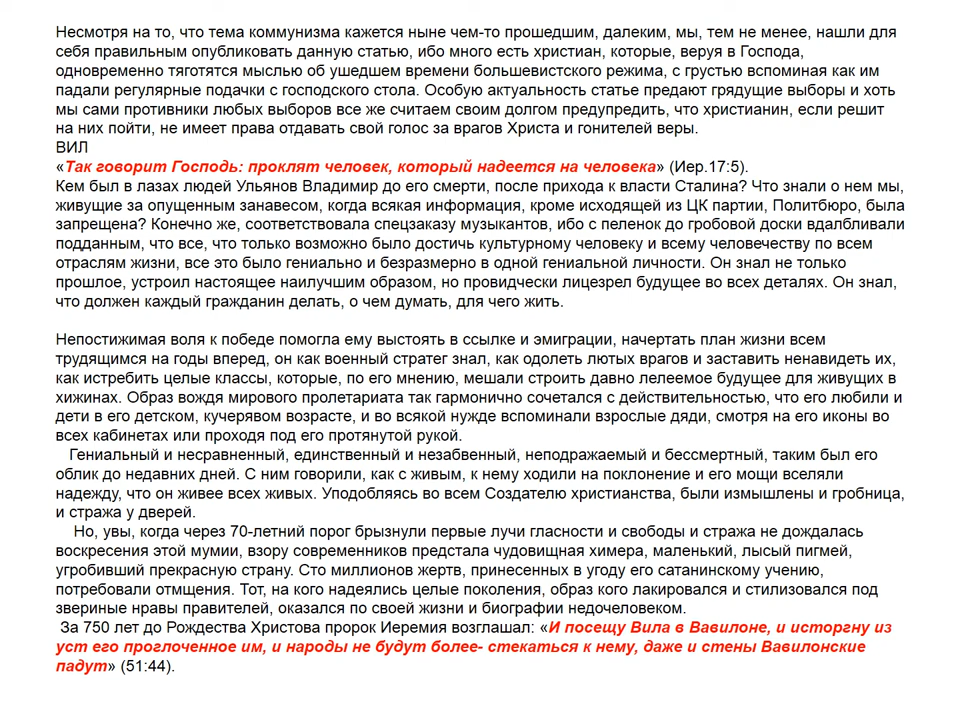 Несмотря на то, что тема коммунизма кажется ныне чем-то прошедшим, далеким, мы, тем не менее, нашли для
себя правильным опубликовать данную статью, ибо много есть христиан, которые, веруя в Господа,
одновременно тяготятся мыслью об ушедшем времени большевистского режима, с грустью вспоминая как им
падали регулярные подачки с господского стола. Особую актуальность статье предают грядущие выборы и хоть
мы сами противники любых выборов все же считаем своим долгом предупредить, что христианин, если решит
на них пойти, не имеет права отдавать свой голос за врагов Христа и гонителей веры.
ВИЛ
«Так говорит Господь: проклят человек, который надеется на человека» (Иер.17:5).
Кем был в лазах людей Ульянов Владимир до его смерти, после прихода к власти Сталина? Что знали о нем мы,
живущие за опущенным занавесом, когда всякая информация, кроме исходящей из ЦК партии, Политбюро, была
запрещена? Конечно же, соответствовала спецзаказу музыкантов, ибо с пеленок до гробовой доски вдалбливали
подданным, что все, что только возможно было достичь культурному человеку и всему человечеству по всем
отраслям жизни, все это было гениально и безразмерно в одной гениальной личности. Он знал не только
прошлое, устроил настоящее наилучшим образом, но провидчески лицезрел будущее во всех деталях. Он знал,
что должен каждый гражданин делать, о чем думать, для чего жить.
Непостижимая воля к победе помогла ему выстоять в ссылке и эмиграции, начертать план жизни всем
трудящимся на годы вперед, он как военный стратег знал, как одолеть лютых врагов и заставить ненавидеть их,
как истребить целые классы, которые, по его мнению, мешали строить давно лелеемое будущее для живущих в
хижинах. Образ вождя мирового пролетариата так гармонично сочетался с действительностью, что его любили и
дети в его детском, кучерявом возрасте, и во всякой нужде вспоминали взрослые дяди, смотря на его иконы во
всех кабинетах или проходя под его протянутой рукой.
Гениальный и несравненный, единственный и незабвенный, неподражаемый и бессмертный, таким был его
облик до недавних дней. С ним говорили, как с живым, к нему ходили на поклонение и его мощи вселяли
надежду, что он живее всех живых. Уподобляясь во всем Создателю христианства, были измышлены и гробница,
и стража у дверей.
Но, увы, когда через 70-летний порог брызнули первые лучи гласности и свободы и стража не дождалась
воскресения этой мумии, взору современников предстала чудовищная химера, маленький, лысый пигмей,
угробивший прекрасную страну. Сто миллионов жертв, принесенных в угоду его сатанинскому учению,
потребовали отмщения. Тот, на кого надеялись целые поколения, образ кого лакировался и стилизовался под
звериные нравы правителей, оказался по своей жизни и биографии недочеловеком.
За 750 лет до Рождества Христова пророк Иеремия возглашал: «И посещу Вила в Вавилоне, и исторгну из
уст его проглоченное им, и народы не будут более- стекаться к нему, даже и стены Вавилонские
падут» (51:44).